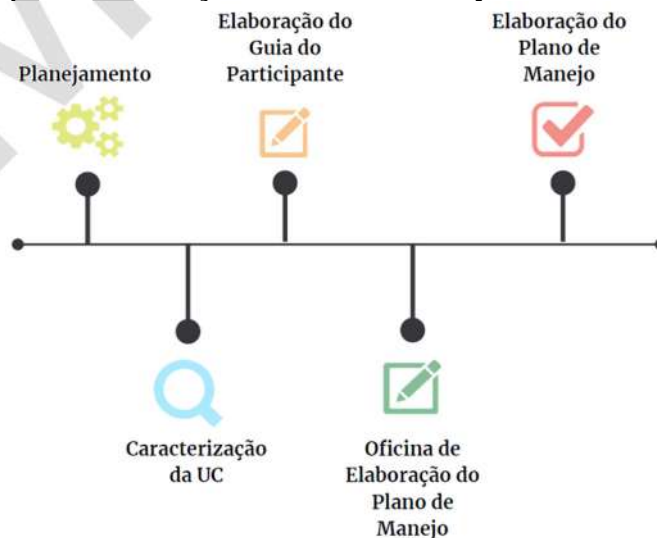 Planejamento
Elaboração do
Guia do
Participante
Elaboração do
Plano de
Manejo
Caracterização
da UC
Oficina de
Elaboração do
Plano de
Manejo